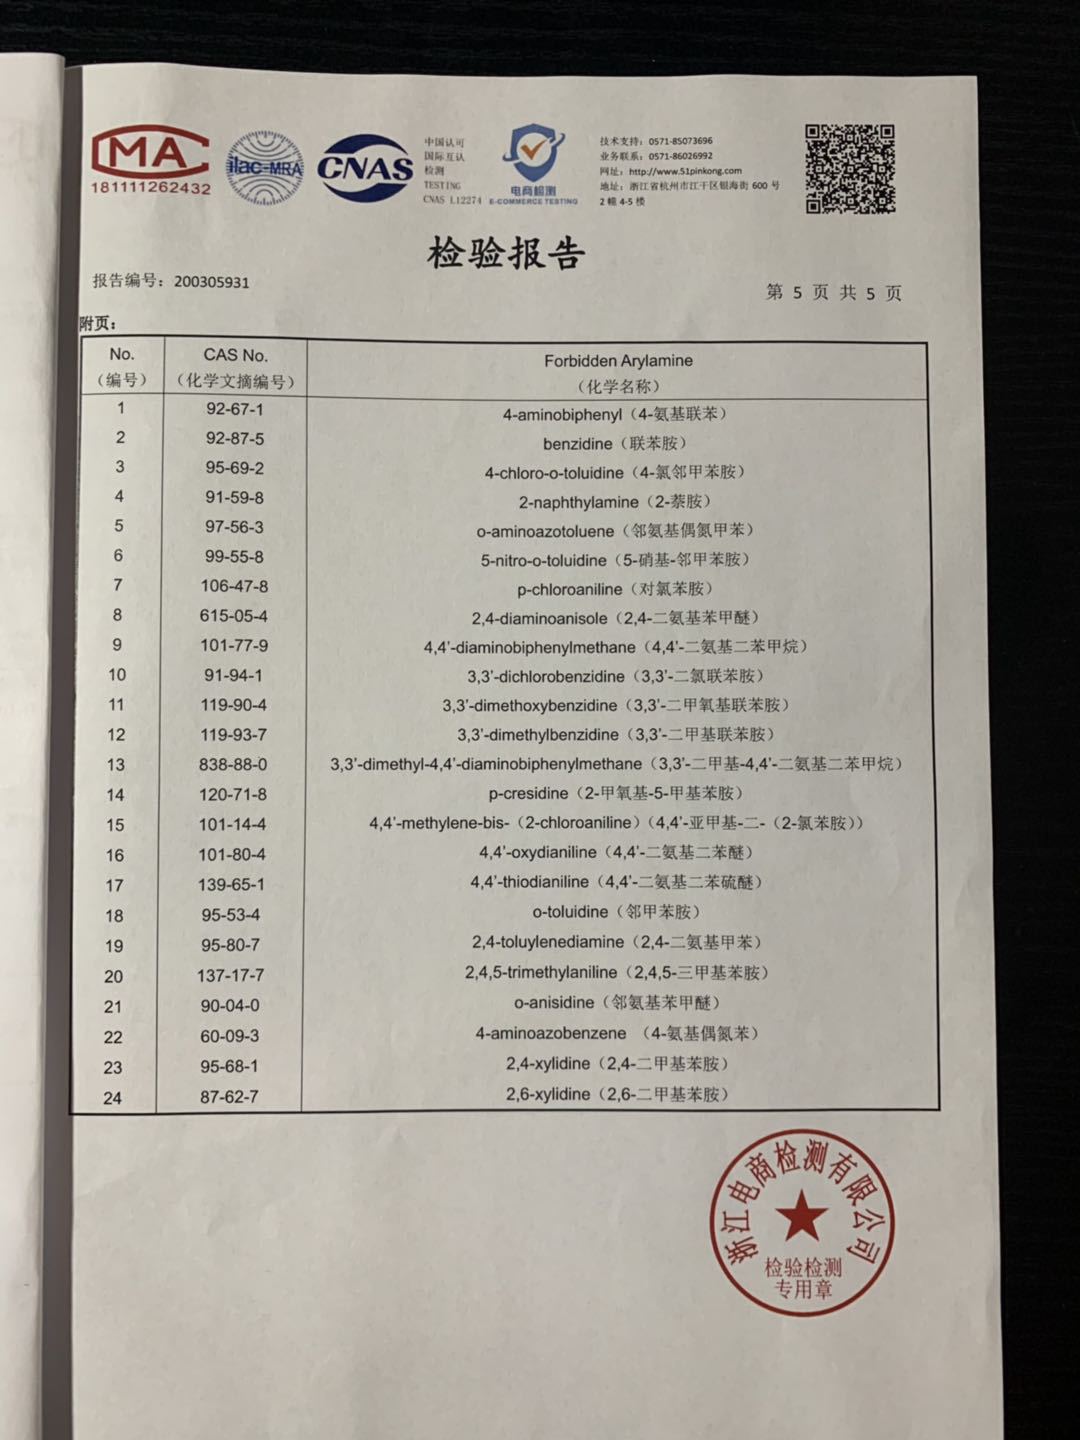 MA
181111262432
ilac-MRA
CNAS
中国认可
国际互认
检测
TESTING
CNAS L12274
电商检测
E-COMMERCE TESTING
技术支持：0571-85073696
业务联系：0571-86026992
网址：http://www.51pinkong.com
地址：浙江省杭州市江干区银海街 600 号
2 幢 4-5 楼
检验报告
报告编号：200305931
第 5 页 共 5 页
附页：
No. CAS No. Forbidden Arylamine
（编号） （化学文摘编号） （化学名称）
1 92-67-1 4-aminobiphenyl（4-氨基联苯）
2 92-87-5 benzidine（联苯胺）
3 95-69-2 4-chloro-o-toluidine（4-氯邻甲苯胺）
4 91-59-8 2-naphthylamine（2-萘胺）
5 97-56-3 o-aminoazotoluene（邻氨基偶氮甲苯）
6 99-55-8 5-nitro-o-toluidine（5-硝基-邻甲苯胺）
7 106-47-8 p-chloroaniline（对氯苯胺）
8 615-05-4 2,4-diaminoanisole（2,4-二氨基苯甲醚）
9 101-77-9 4,4'-diaminobiphenylmethane（4,4'-二氨基二苯甲烷）
10 91-94-1 3,3'-dichlorobenzidine（3,3'-二氯联苯胺）
11 119-90-4 3,3'-dimethoxybenzidine（3,3'-二甲氧基联苯胺）
12 119-93-7 3,3'-dimethylbenzidine（3,3'-二甲基联苯胺）
13 838-88-0 3,3'-dimethyl-4,4'-diaminobiphenylmethane（3,3'-二甲基-4,4'-二氨基二苯甲烷）
14 120-71-8 p-cresidine（2-甲氧基-5-甲基苯胺）
15 101-14-4 4,4'-methylene-bis-（2-chloroaniline）（4,4'-亚甲基-二-（2-氯苯胺））
16 101-80-4 4,4'-oxydianiline（4,4'-二氨基二苯醚）
17 139-65-1 4,4'-thiodianiline（4,4'-二氨基二苯硫醚）
18 95-53-4 o-toluidine（邻甲苯胺）
19 95-80-7 2,4-toluylenediamine（2,4-二氨基甲苯）
20 137-17-7 2,4,5-trimethylaniline（2,4,5-三甲基苯胺）
21 90-04-0 o-anisidine（邻氨基苯甲醚）
22 60-09-3 4-aminoazobenzene （4-氨基偶氮苯）
23 95-68-1 2,4-xylidine（2,4-二甲基苯胺）
24 87-62-7 2,6-xylidine（2,6-二甲基苯胺）
浙江电商检测有限公司
检验检测
专用章